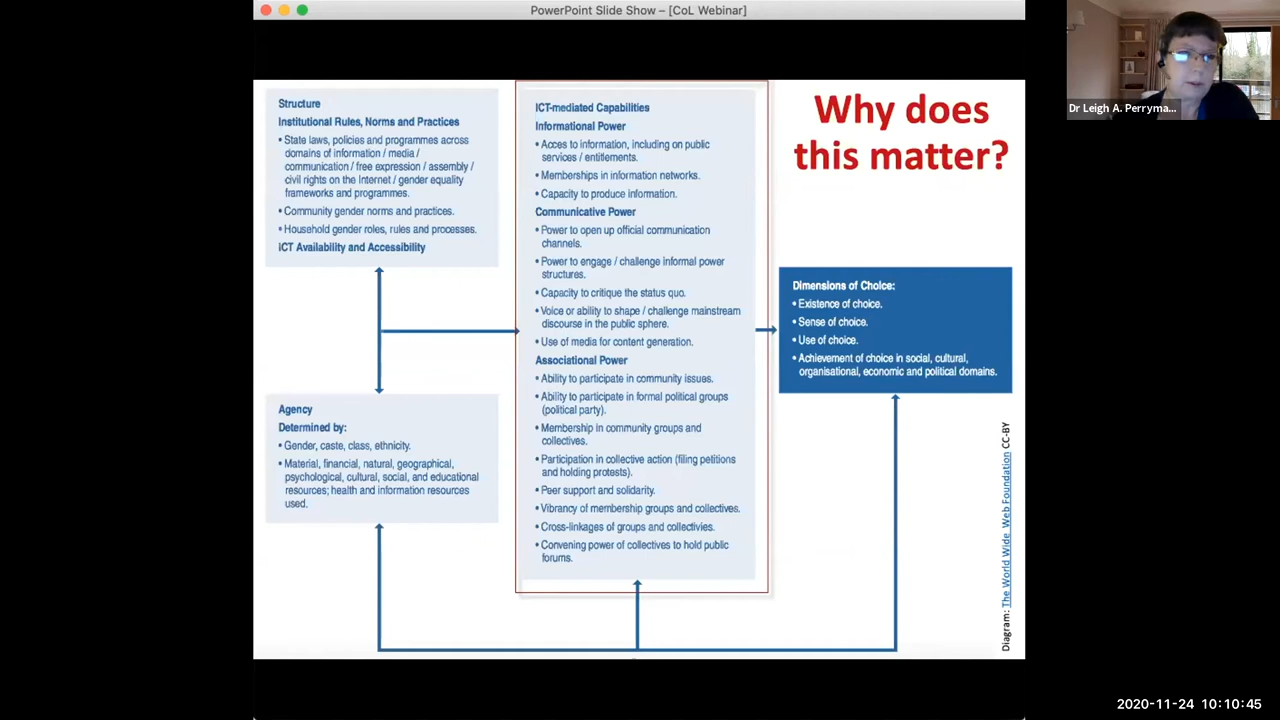 PowerPoint Slide Show – [CoL Webinar]
Dr Leigh A. Perryma...
Why does
this matter?
Structure
Institutional Rules, Norms and Practices
• State laws, policies and programmes across
domains of information / media /
communication / free expression / assembly /
civil rights on the Internet / gender equality
frameworks and programmes.
• Community gender norms and practices.
• Household gender roles, rules and processes.
ICT Availability and Accessibility
Agency
Determined by:
• Gender, caste, class, ethnicity.
• Material, financial, natural, geographical,
psychological, cultural, social, and educational
resources; health and information resources
used.
ICT-mediated Capabilities
Informational Power
• Acces to information, including on public
services / entitlements.
• Memberships in information networks.
• Capacity to produce information.
Communicative Power
• Power to open up official communication
channels.
• Power to engage / challenge informal power
structures.
• Capacity to critique the status quo.
• Voice or ability to shape / challenge mainstream
discourse in the public sphere.
• Use of media for content generation.
Associational Power
• Ability to participate in community issues.
• Ability to participate in formal political groups
(political party).
• Membership in community groups and
collectives.
• Participation in collective action (filing petitions
and holding protests).
• Peer support and solidarity.
• Vibrancy of membership groups and collectives.
• Cross-linkages of groups and collectivies.
• Convening power of collectives to hold public
forums.
Dimensions of Choice:
• Existence of choice.
• Sense of choice.
• Use of choice.
• Achievement of choice in social, cultural,
organisational, economic and political domains.
Diagram: The World Wide Web Foundation CC-BY
2020-11-24 10:10:45